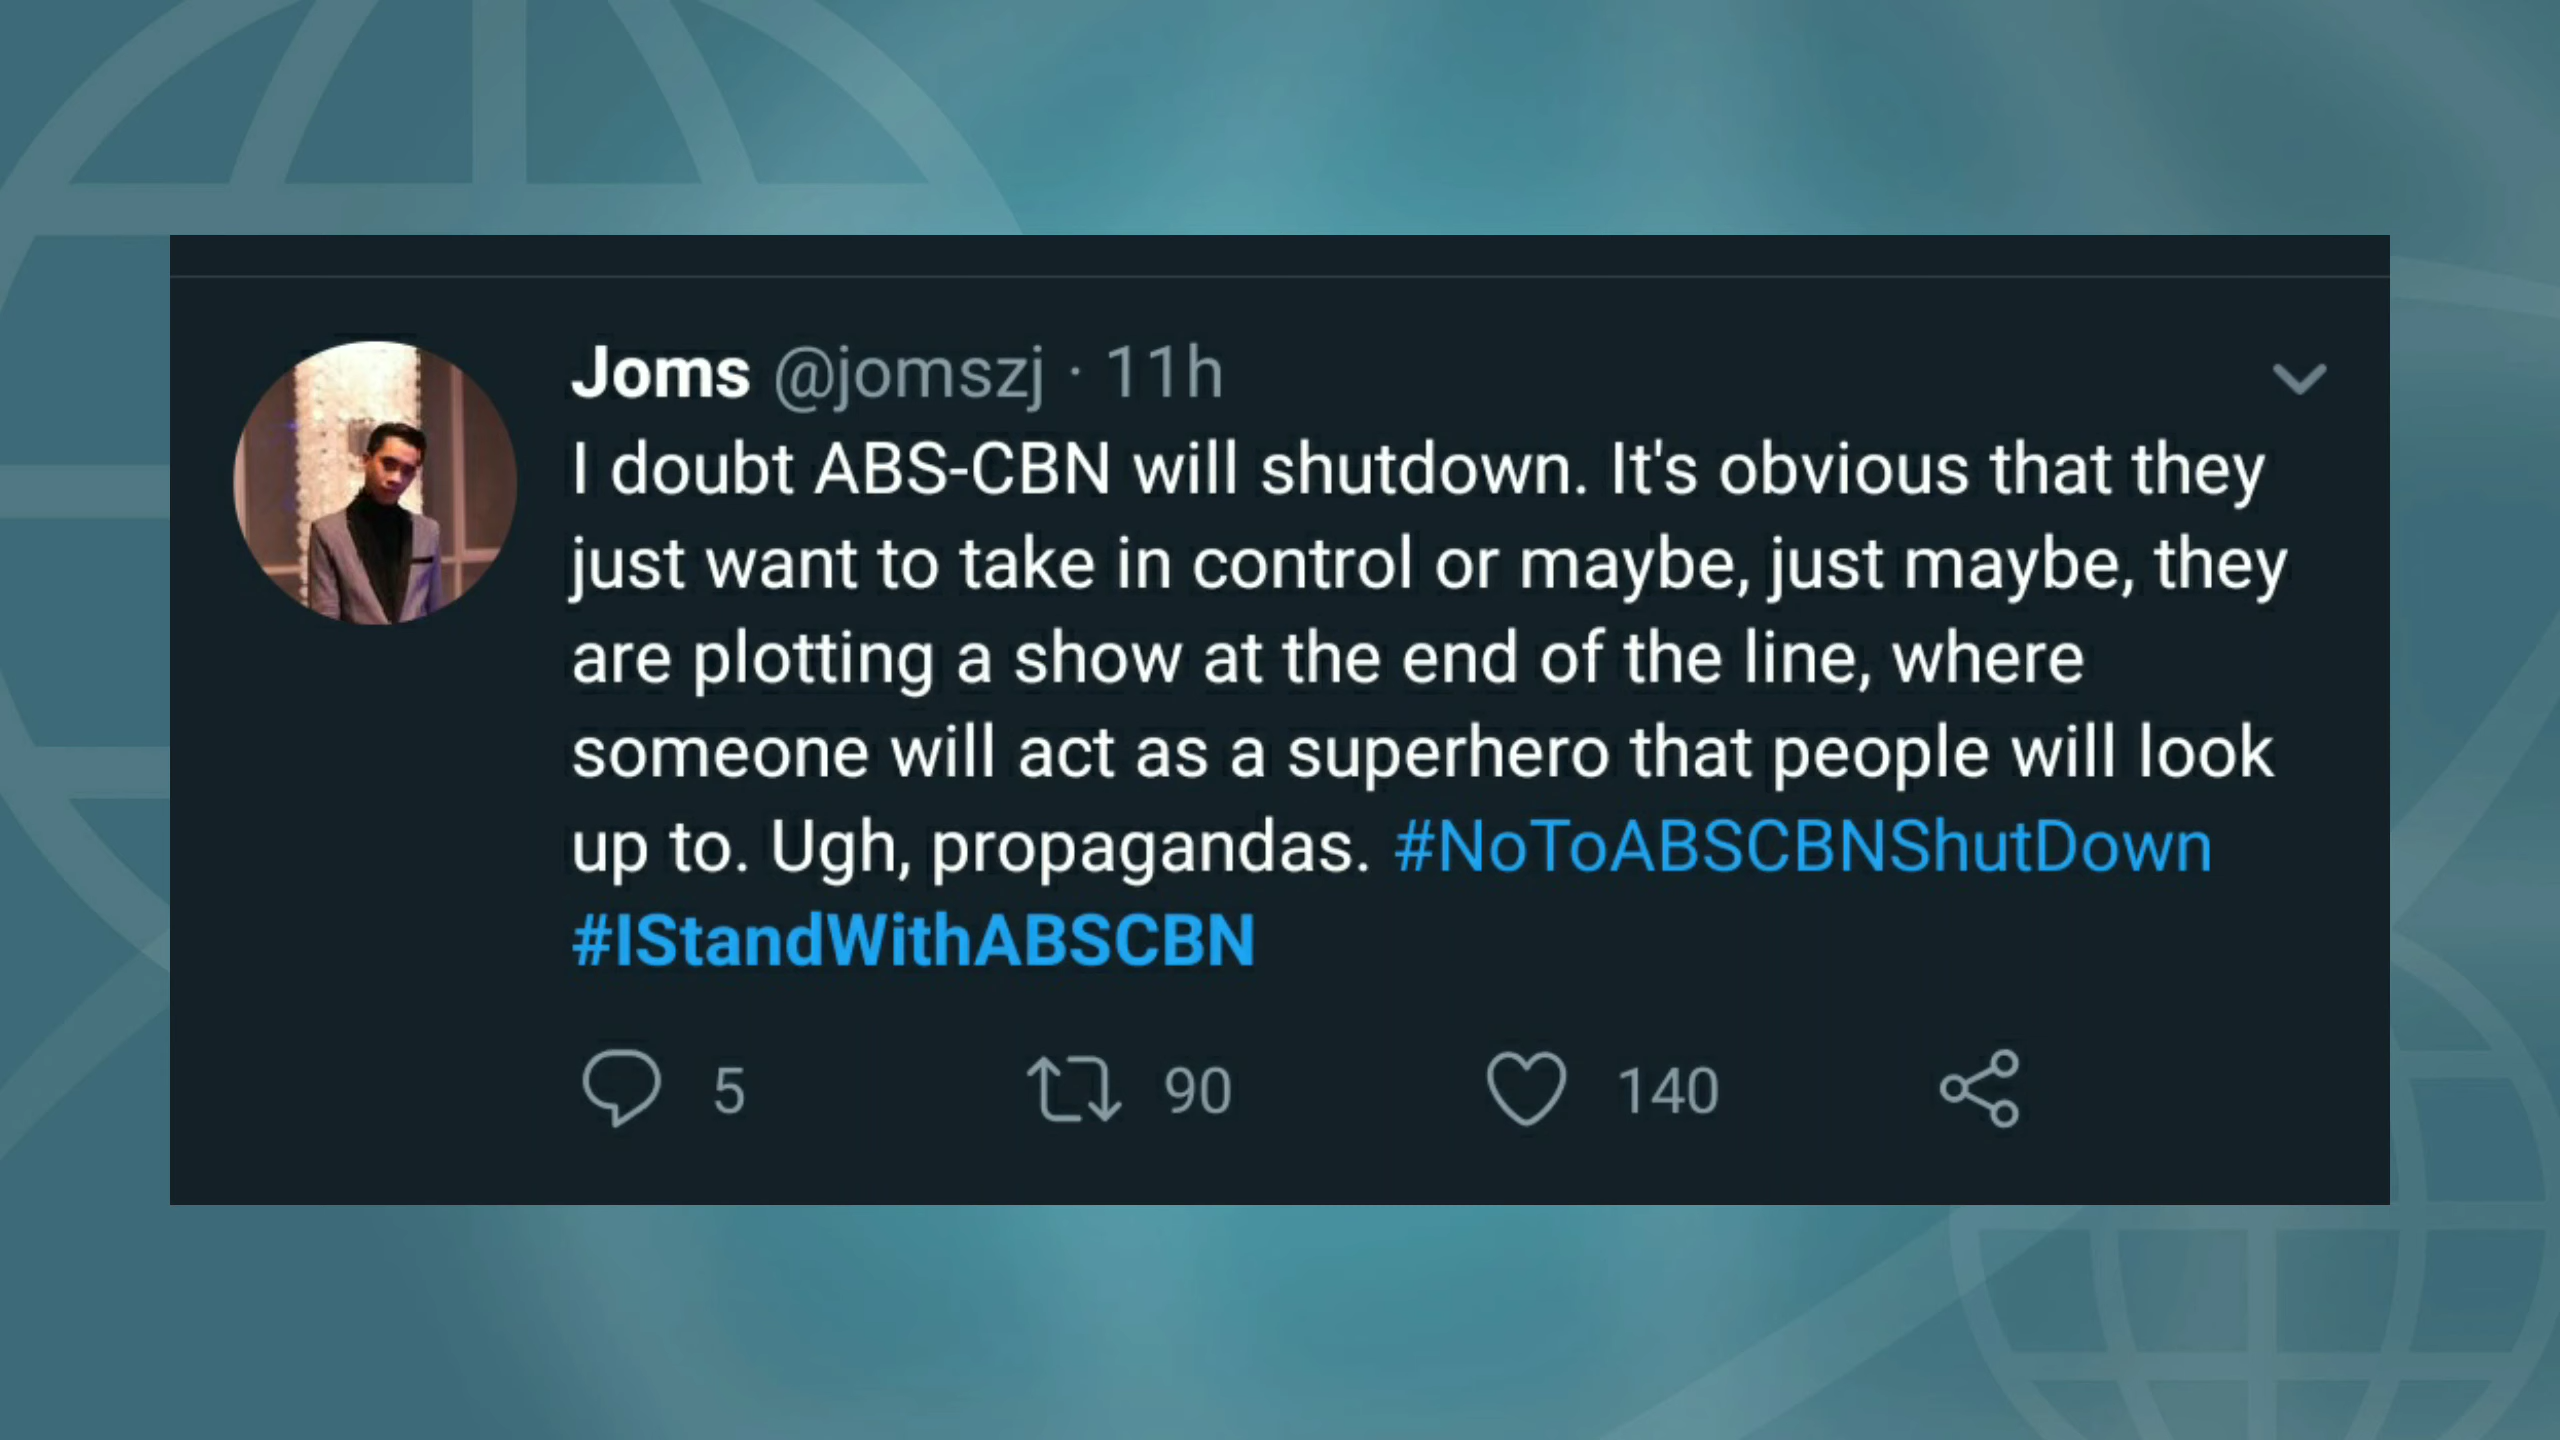 Joms @jomszj · 11h
I doubt ABS-CBN will shutdown. It's obvious that they
just want to take in control or maybe, just maybe, they
are plotting a show at the end of the line, where
someone will act as a superhero that people will look
up to. Ugh, propagandas. #NoToABSCBNShutDown
#IStandWithABSCBN
5 90 140